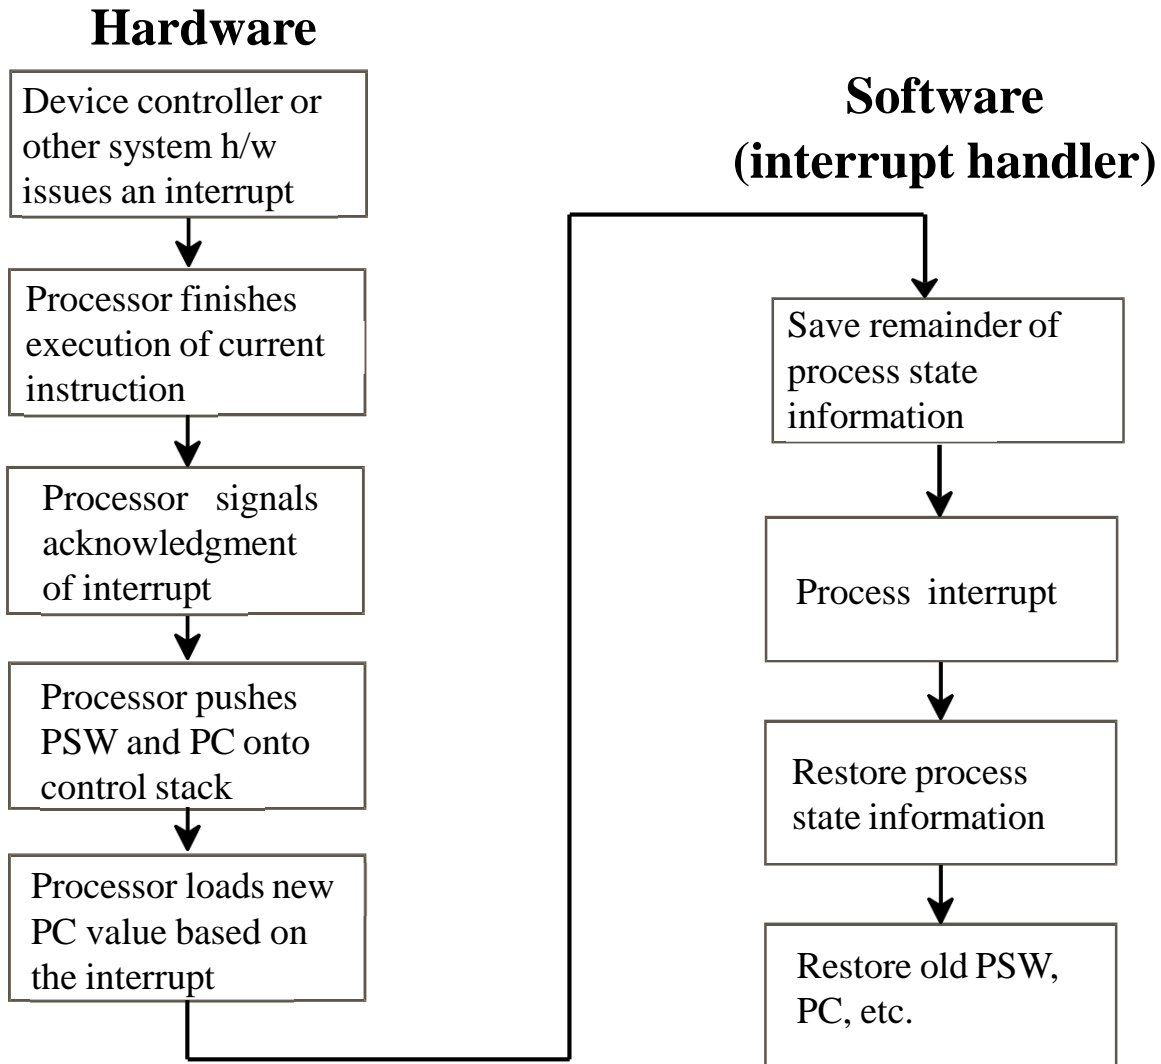 Hardware
Device controller or
other system h/w
issues an interrupt
Processor finishes
execution of current
instruction
Processor signals
acknowledgment
of interrupt
Processor pushes
PSW and PC onto
control stack
Processor loads new
PC value based on
the interrupt
Software
(interrupt handler)
Save remainder of
process state
information
Process interrupt
Restore process
state information
Restore old PSW,
PC, etc.